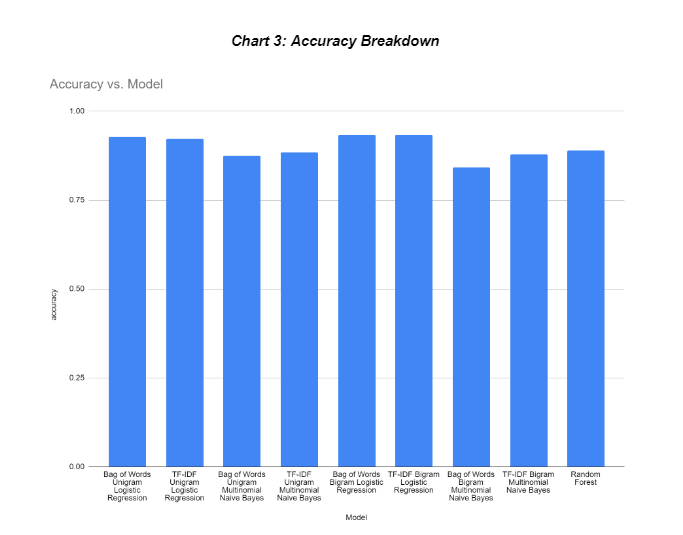 Chart 3: Accuracy Breakdown
Accuracy vs. Model
1.00
0.75
0.50
0.25
0.00
accuracy
Bag of Words
Unigram
Logistic
Regression
TF-IDF
Unigram
Logistic
Regression
Bag of Words
Unigram
Multinomial
Naive Bayes
TF-IDF
Unigram
Multinomial
Naive Bayes
Bag of Words
Bigram Logistic
Regression
TF-IDF Bigram
Logistic
Regression
Bag of Words
Bigram
Multinomial
Naive Bayes
TF-IDF Bigram
Multinomial
Naive Bayes
Random
Forest
Model